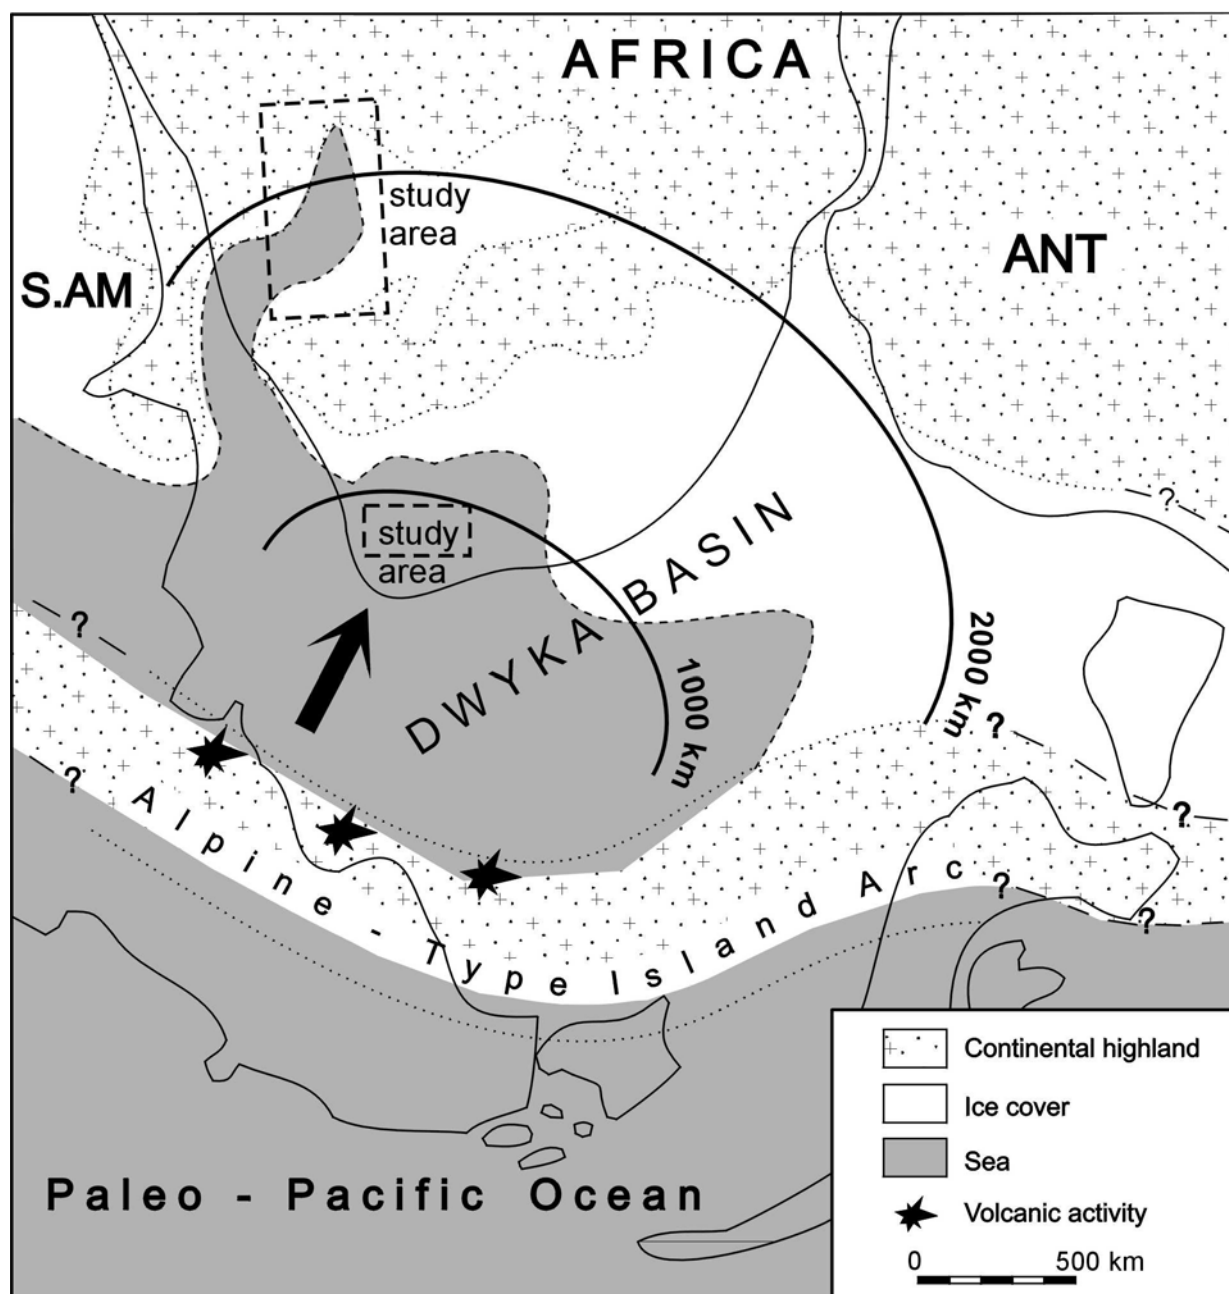 AFRICA
study
area
S.AM
ANT
?
study
area
DWYKA BASIN
?
1000 km
2000 km
?
?
?
Alpine - Type Island Arc
?
?
Continental highland
Ice cover
Sea
Paleo - Pacific Ocean
Volcanic activity
0 500 km